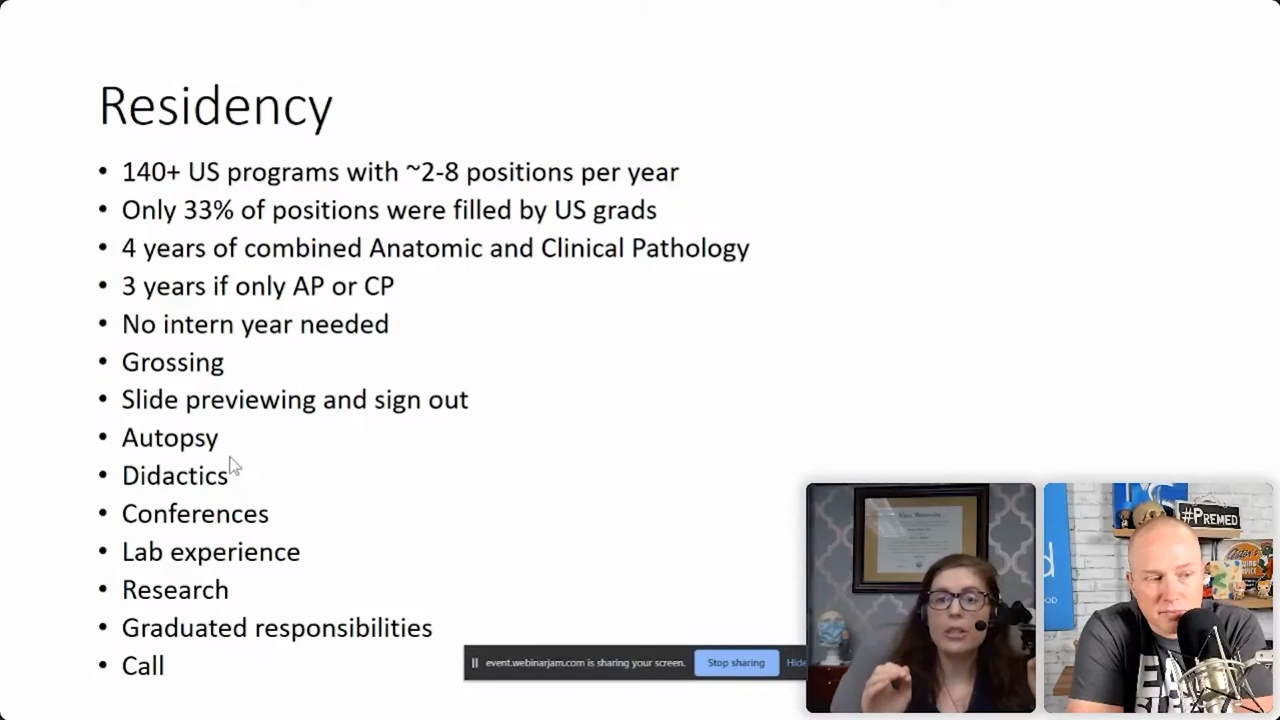 Residency
• 140+ US programs with ~2-8 positions per year
• Only 33% of positions were filled by US grads
• 4 years of combined Anatomic and Clinical Pathology
• 3 years if only AP or CP
• No intern year needed
• Grossing
• Slide previewing and sign out
• Autopsy
• Didactics
• Conferences
• Lab experience
• Research
• Graduated responsibilities
• Call
event.webinarjam.com is sharing your screen.
Stop sharing
Hide
#PREMED